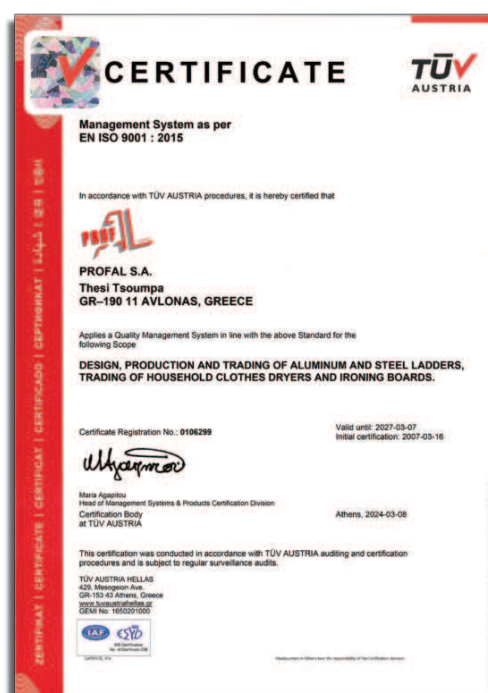 CERTIFICATE
TÜV
AUSTRIA
Management System as per
EN ISO 9001 : 2015
In accordance with TÜV AUSTRIA procedures, it is hereby certified that
PROFAL
PROFAL S.A.
Thesi Tsoumpa
GR–190 11 AVLONAS, GREECE
Applies a Quality Management System in line with the above Standard for the
following Scope
DESIGN, PRODUCTION AND TRADING OF ALUMINUM AND STEEL LADDERS,
TRADING OF HOUSEHOLD CLOTHES DRYERS AND IRONING BOARDS.
Certificate Registration No.: 0106299
Valid until: 2027-03-07
Initial certification: 2007-03-16
Maria Agapitou
Head of Management Systems & Products Certification Division
Certification Body
at TÜV AUSTRIA
Athens, 2024-03-08
This certification was conducted in accordance with TÜV AUSTRIA auditing and certification
procedures and is subject to regular surveillance audits.
TÜV AUSTRIA HELLAS
429, Mesogeion Ave.
GR-153 43 Athens, Greece
www.tuvaustriahellas.gr
GEMI No: 1650201000
IAF
ΕΣΥΔ
ZERTIFIKAT | CERTIFICATE | CERTIFICAT | CERTIFICADO | СЕРТИФИКАТ | شهادة